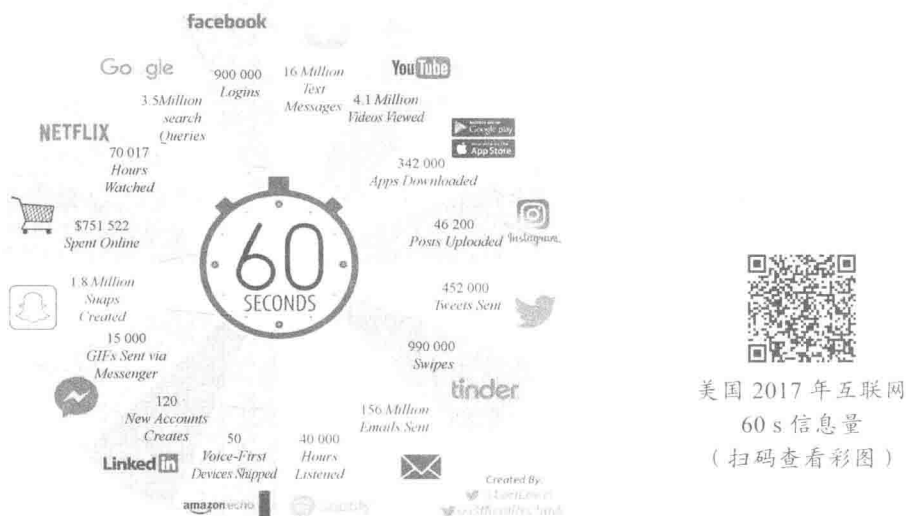 facebook
Google
900 000
Logins
16 Million
Text
Messages
YouTube
3.5Million
search
Queries
4.1 Million
Videos Viewed
NETFLIX
70 017
Hours
Watched
Google play
App Store
342 000
Apps Downloaded
$751 522
Spent Online
46 200
Posts Uploaded
Instagram
60
SECONDS
1.8 Million
Snaps
Created
452 000
Tweets Sent
15 000
GIFs Sent via
Messenger
990 000
Swipes
tinder
120
New Accounts
Creates
156 Million
Emails Sent
Linked in
50
Voice-First
Devices Shipped
40 000
Hours
Listened
amazon echo
Spotify
Created By:
美国 2017 年互联网
60 s 信息量
（扫码查看彩图）